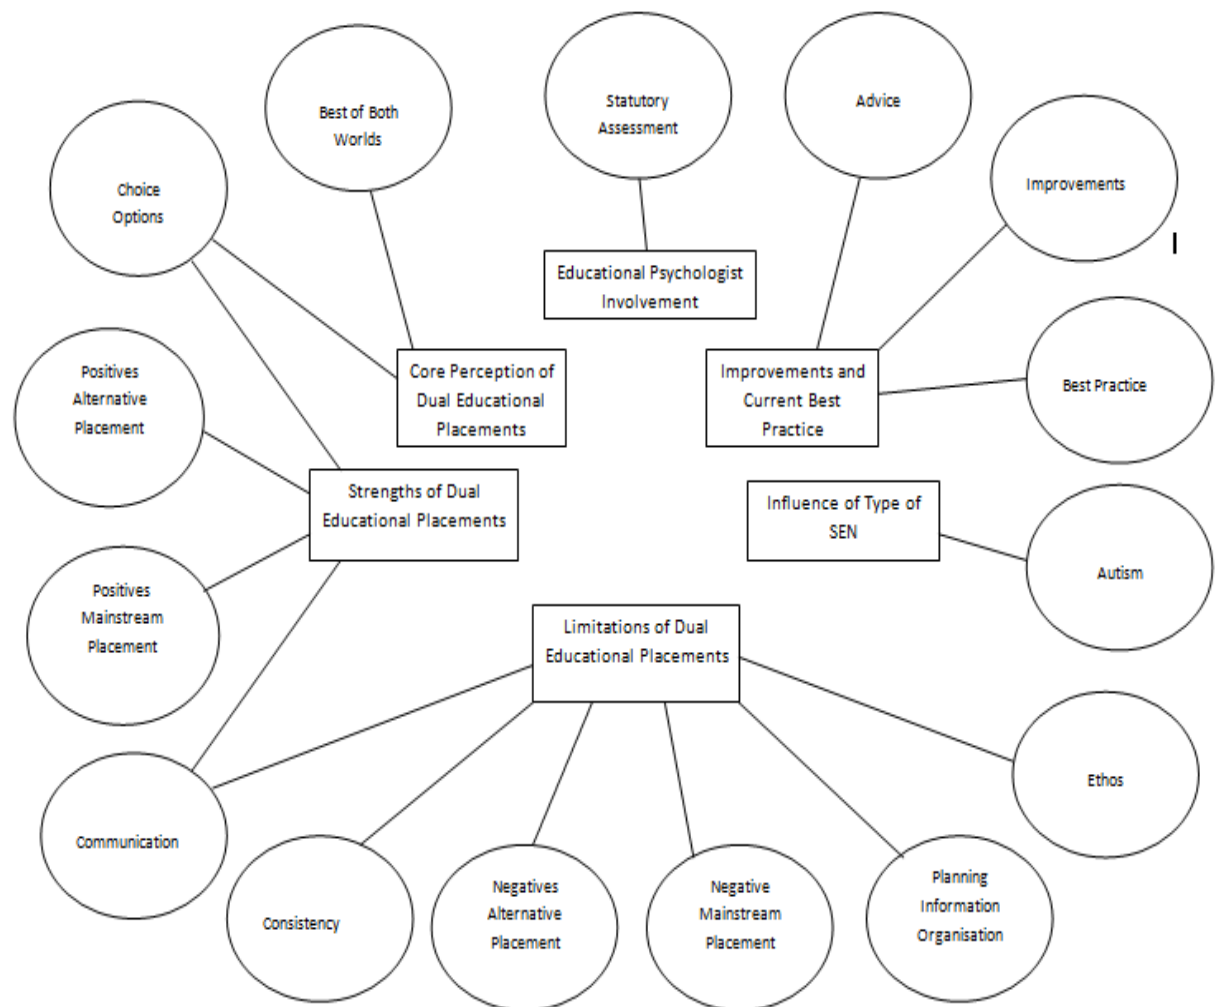 Best of Both
Worlds
Statutory
Assessment
Advice
Choice
Options
Improvements
Educational Psychologist
Involvement
Core Perception of
Dual Educational
Placements
Improvements and
Current Best
Practice
Best Practice
Positives
Alternative
Placement
Strengths of Dual
Educational Placements
Influence of Type of
SEN
Autism
Positives
Mainstream
Placement
Limitations of Dual
Educational Placements
Ethos
Communication
Consistency
Negatives
Alternative
Placement
Negative
Mainstream
Placement
Planning
Information
Organisation